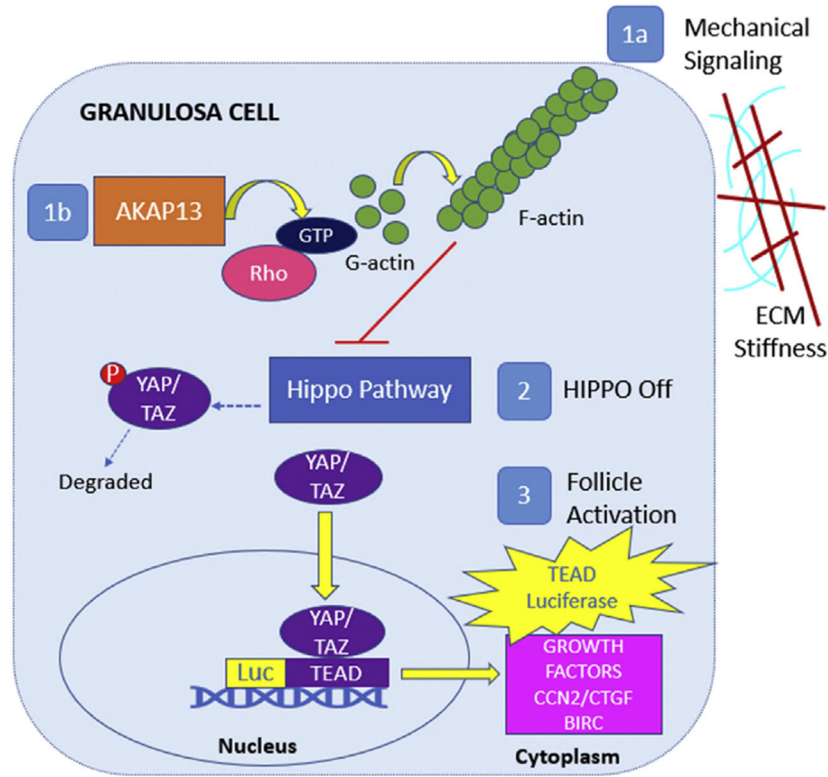 1a
Mechanical
Signaling
GRANULOSA CELL
1b
AKAP13
GTP
Rho
G-actin
F-actin
ECM
Stiffness
P
YAP/
TAZ
Hippo Pathway
2
HIPPO Off
Degraded
YAP/
TAZ
3
Follicle
Activation
TEAD
Luciferase
YAP/
TAZ
Luc
TEAD
GROWTH
FACTORS
CCN2/CTGF
BIRC
Nucleus
Cytoplasm